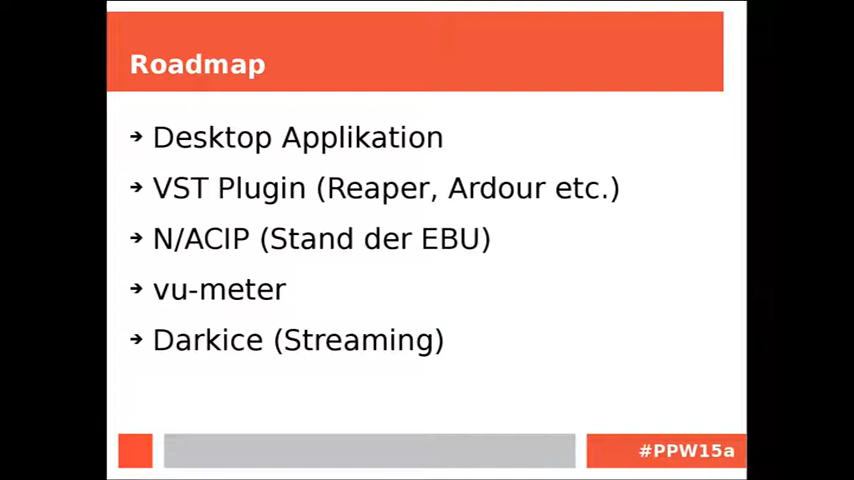 Roadmap
➔ Desktop Applikation
➔ VST Plugin (Reaper, Ardour etc.)
➔ N/ACIP (Stand der EBU)
➔ vu-meter
➔ Darkice (Streaming)
#PPW15a